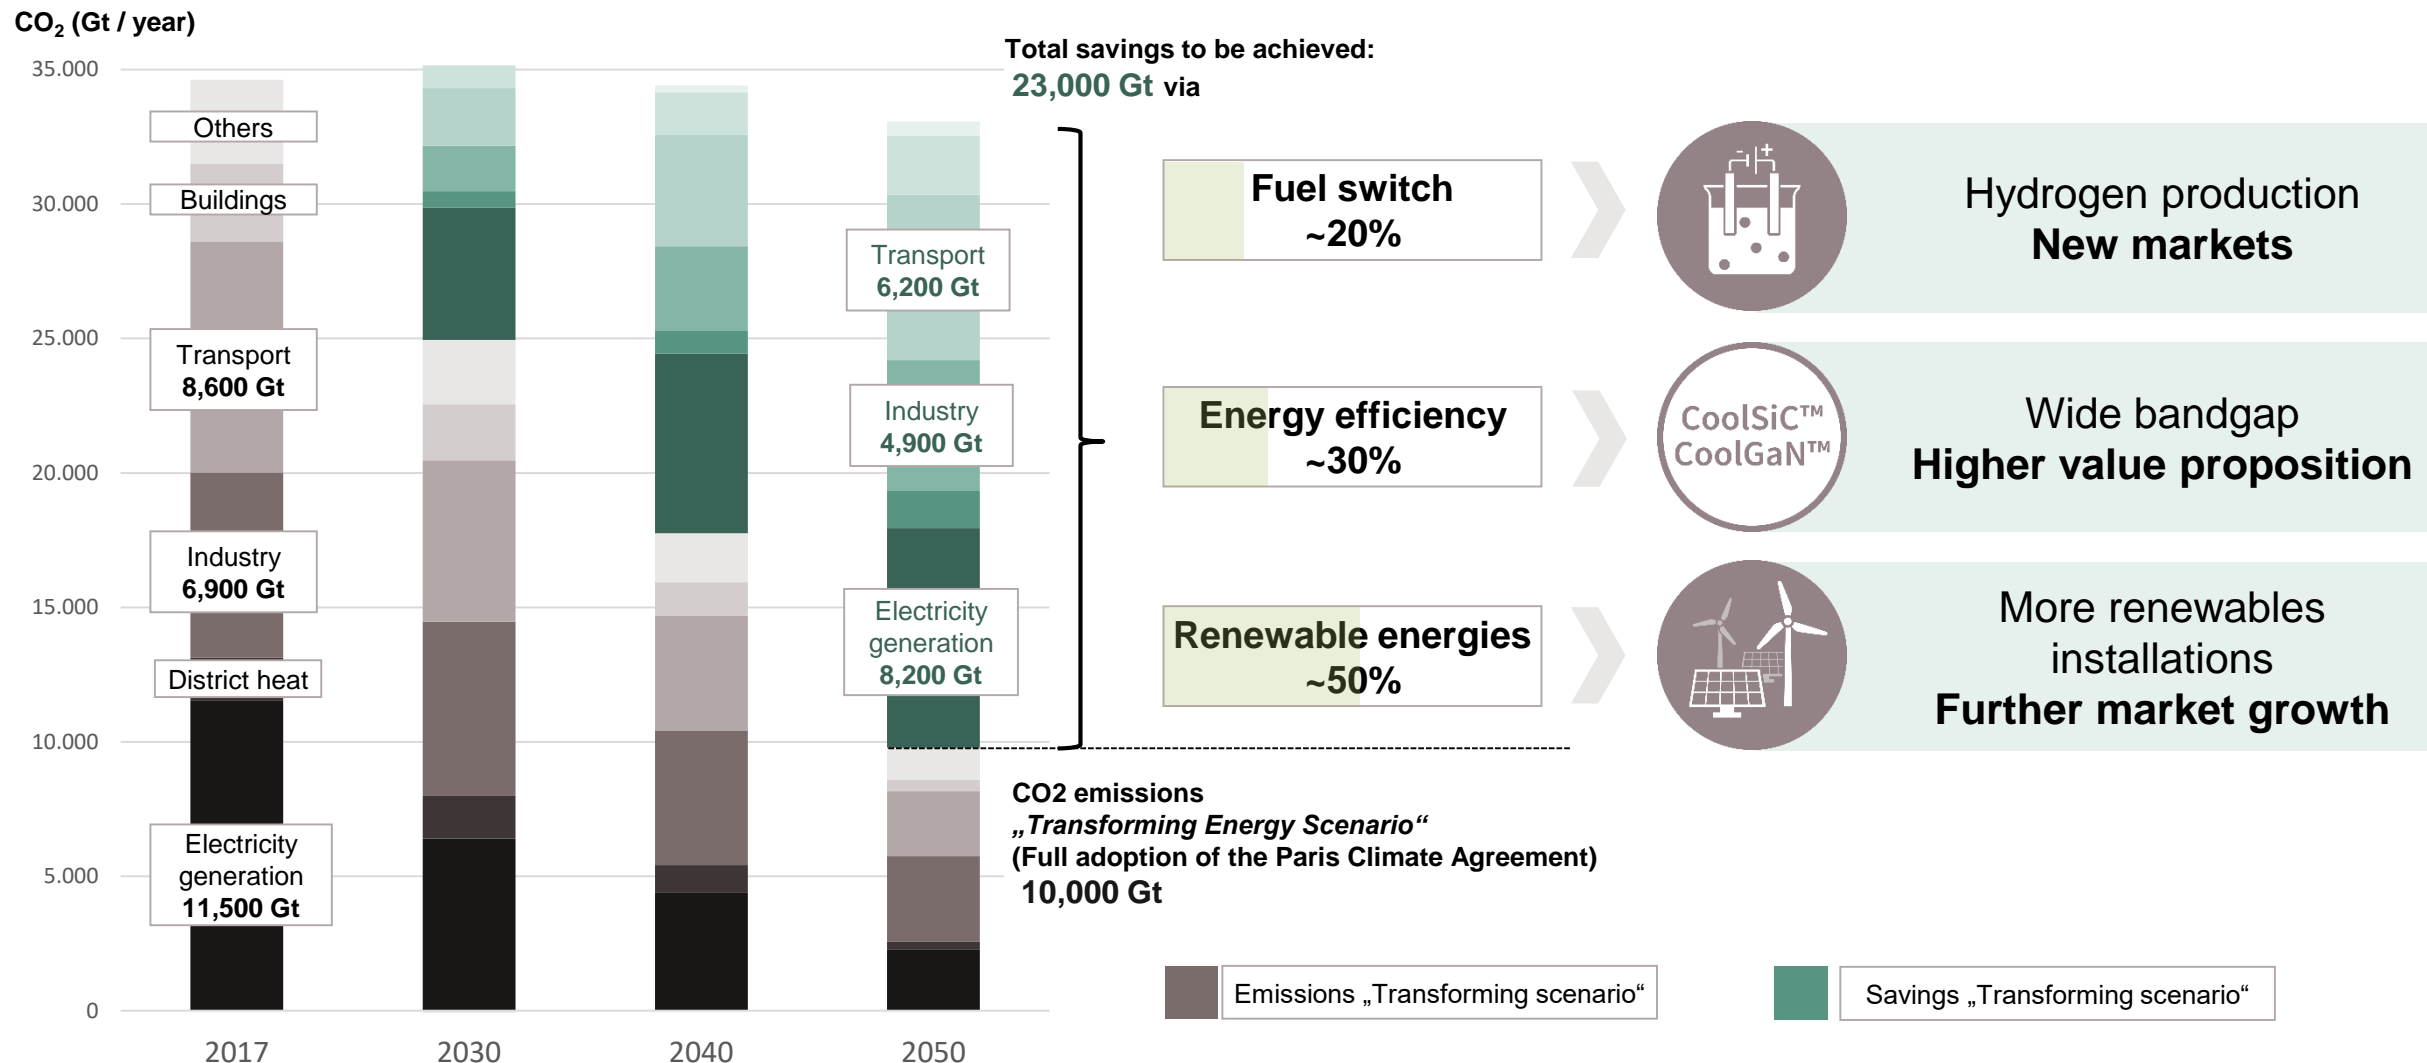 CO₂ (Gt / year)
35.000
30.000
25.000
20.000
15.000
10.000
5.000
0
Others
Buildings
Transport
8,600 Gt
Industry
6,900 Gt
District heat
Electricity
generation
11,500 Gt
2017
2030
2040
2050
Transport
6,200 Gt
Industry
4,900 Gt
Electricity
generation
8,200 Gt
Total savings to be achieved:
23,000 Gt via
Fuel switch
~20%
- +
Hydrogen production
New markets
Energy efficiency
~30%
CoolSiC™
CoolGaN™
Wide bandgap
Higher value proposition
Renewable energies
~50%
More renewables
installations
Further market growth
CO2 emissions
„Transforming Energy Scenario“
(Full adoption of the Paris Climate Agreement)
10,000 Gt
Emissions „Transforming scenario“
Savings „Transforming scenario“